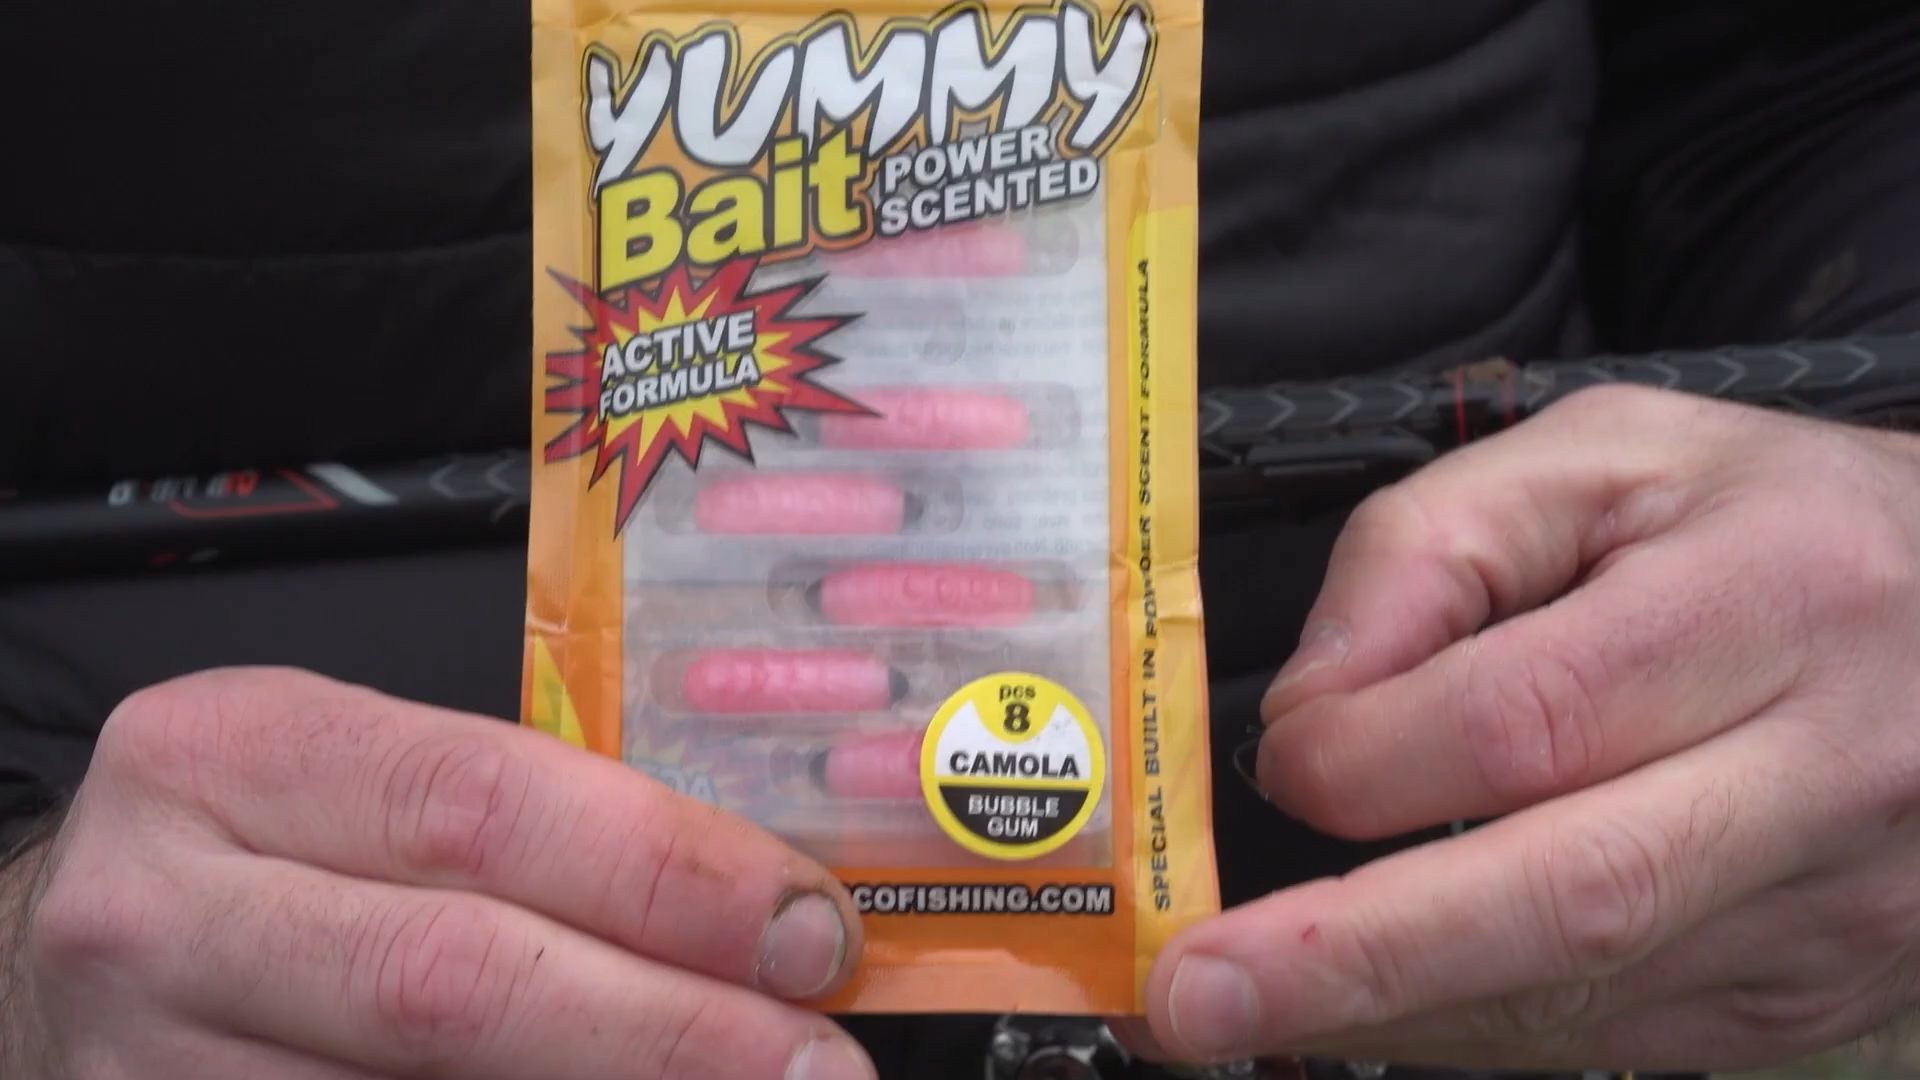 YUMMY
Bait
POWER
SCENTED
ACTIVE
FORMULA
pcs
8
CAMOLA
BUBBLE
GUM
COFISHING.COM
SPECIAL BUILT IN POWDER SCENT FORMULA